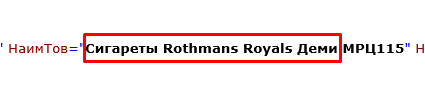 " НаимТов="Сигареты Rothmans Royals Деми МРЦ115" Н